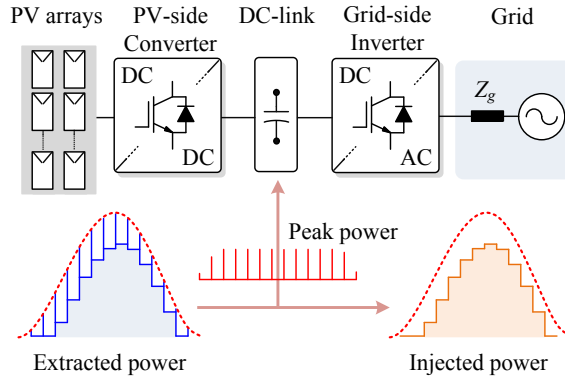 PV arrays
PV-side
Converter
DC-link
Grid-side
Inverter
Grid
DC
DC
DC
AC
Zg
Peak power
Extracted power
Injected power